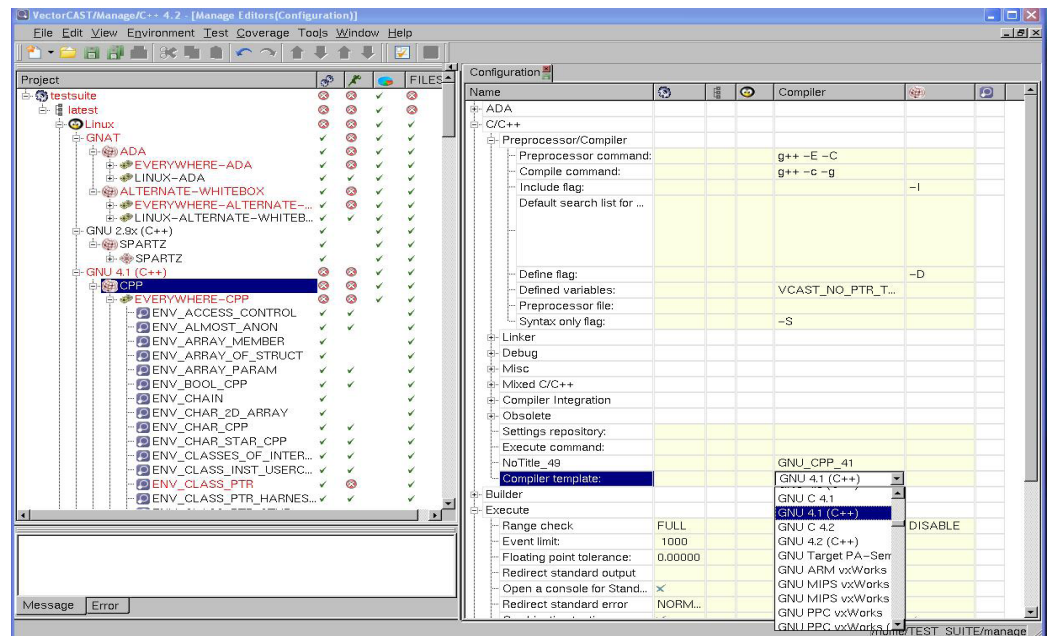 VectorCAST/Manage/C++ 4.2 - [Manage Editors(Configuration)]
File Edit View Environment Test Coverage Tools Window Help
Project FILES
testsuite
latest
Linux
GNAT
ADA
EVERYWHERE-ADA
LINUX-ADA
ALTERNATE-WHITEBOX
EVERYWHERE-ALTERNATE-...
LINUX-ALTERNATE-WHITEB...
GNU 2.9x (C++)
SPARTZ
SPARTZ
GNU 4.1 (C++)
CPP
EVERYWHERE-CPP
ENV_ACCESS_CONTROL
ENV_ALMOST_ANON
ENV_ARRAY_MEMBER
ENV_ARRAY_OF_STRUCT
ENV_ARRAY_PARAM
ENV_BOOL_CPP
ENV_CHAIN
ENV_CHAR_2D_ARRAY
ENV_CHAR_CPP
ENV_CHAR_STAR_CPP
ENV_CLASSES_OF_INTER...
ENV_CLASS_INST_USERC...
ENV_CLASS_PTR
ENV_CLASS_PTR_HARNES...
Message Error
Configuration
Name Compiler
ADA
C/C++
Preprocessor/Compiler
Preprocessor command: g++ -E -C
Compile command: g++ -c -g
Include flag: -I
Default search list for ...
Define flag: -D
Defined variables: VCAST_NO_PTR_T...
Preprocessor file:
Syntax only flag: -S
Linker
Debug
Misc
Mixed C/C++
Compiler Integration
Obsolete
Settings repository:
Execute command:
NoTitle_49 GNU_CPP_41
Compiler template: GNU 4.1 (C++)
Builder
Execute
Range check FULL DISABLE
Event limit: 1000
Floating point tolerance: 0.00000
Redirect standard output
Open a console for Stand...
Redirect standard error NORM...
GNU C 4.1
GNU 4.1 (C++)
GNU C 4.2
GNU 4.2 (C++)
GNU Target PA-Sem
GNU ARM vxWorks
GNU MIPS vxWorks
GNU MIPS vxWorks
GNU PPC vxWorks
GNU PPC vxWorks (
/home/TEST_SUITE/manage